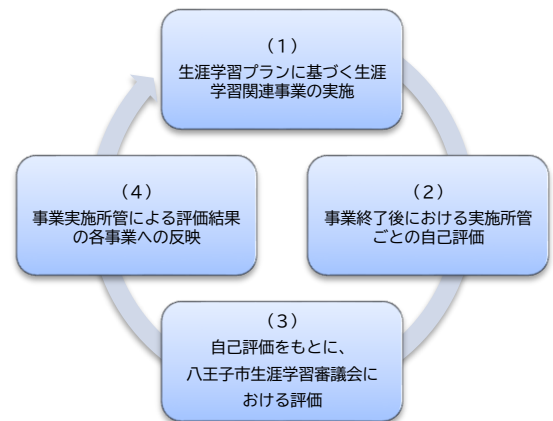 （１）
生涯学習プランに基づく生涯
学習関連事業の実施
（２）
事業終了後における実施所管
ごとの自己評価
（３）
自己評価をもとに、
八王子市生涯学習審議会に
おける評価
（４）
事業実施所管による評価結果
の各事業への反映